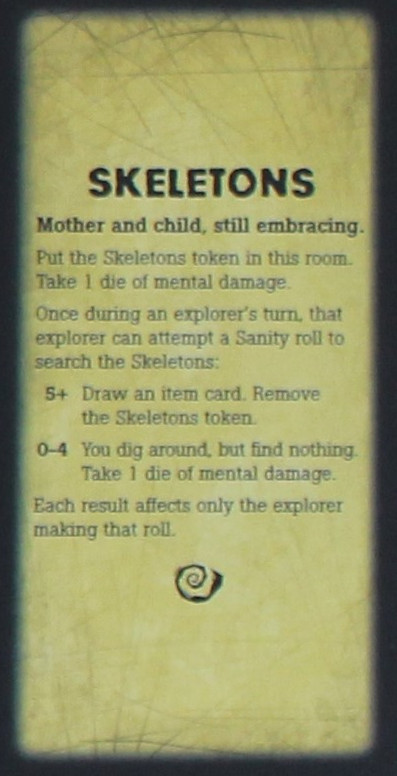 SKELETONS
Mother and child, still embracing.
Put the Skeletons token in this room.
Take 1 die of mental damage.
Once during an explorer's turn, that
explorer can attempt a Sanity roll to
search the Skeletons:
5+ Draw an item card. Remove
the Skeletons token.
0–4 You dig around, but find nothing.
Take 1 die of mental damage.
Each result affects only the explorer
making that roll.